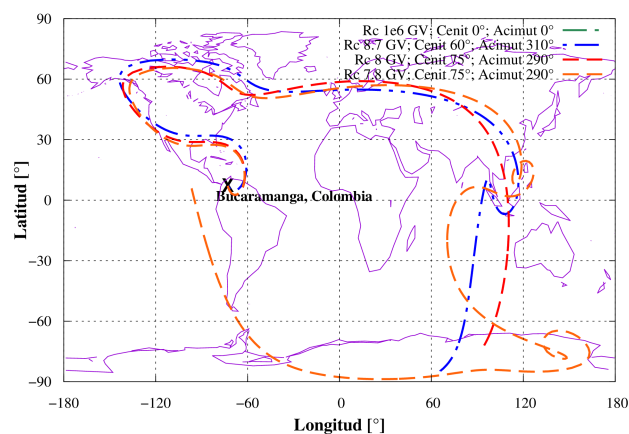 Rc 1e6 GV; Cenit 0°; Acimut 0°
Rc 8.7 GV; Cenit 60°; Acimut 310°
Rc 8 GV; Cenit 75°; Acimut 290°
Rc 7.8 GV; Cenit 75°; Acimut 290°
90
60
30
0
−30
−60
−90
Latitud [°]
X
Bucaramanga, Colombia
−180 −120 −60 0 60 120 180
Longitud [°]